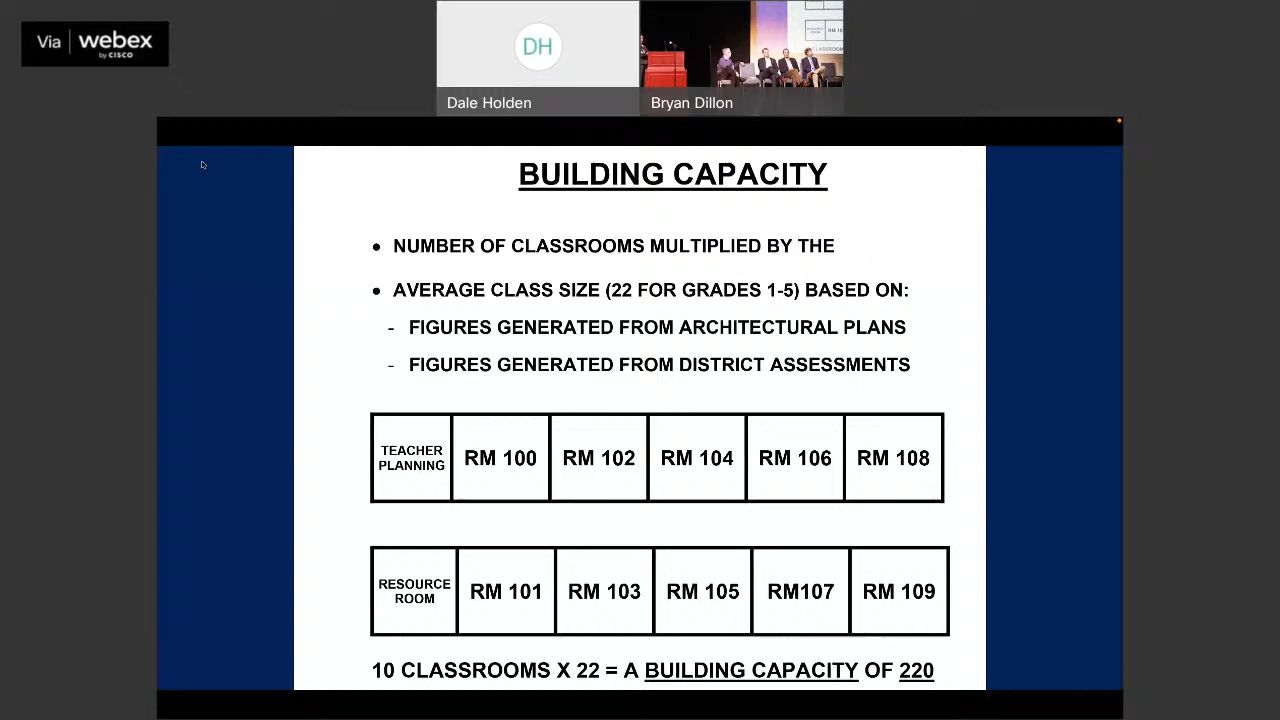 Via webex
by CISCO
DH
Dale Holden
Bryan Dillon
BUILDING CAPACITY
• NUMBER OF CLASSROOMS MULTIPLIED BY THE
• AVERAGE CLASS SIZE (22 FOR GRADES 1-5) BASED ON:
- FIGURES GENERATED FROM ARCHITECTURAL PLANS
- FIGURES GENERATED FROM DISTRICT ASSESSMENTS
TEACHER PLANNING RM 100 RM 102 RM 104 RM 106 RM 108
RESOURCE ROOM RM 101 RM 103 RM 105 RM107 RM 109
10 CLASSROOMS X 22 = A BUILDING CAPACITY OF 220